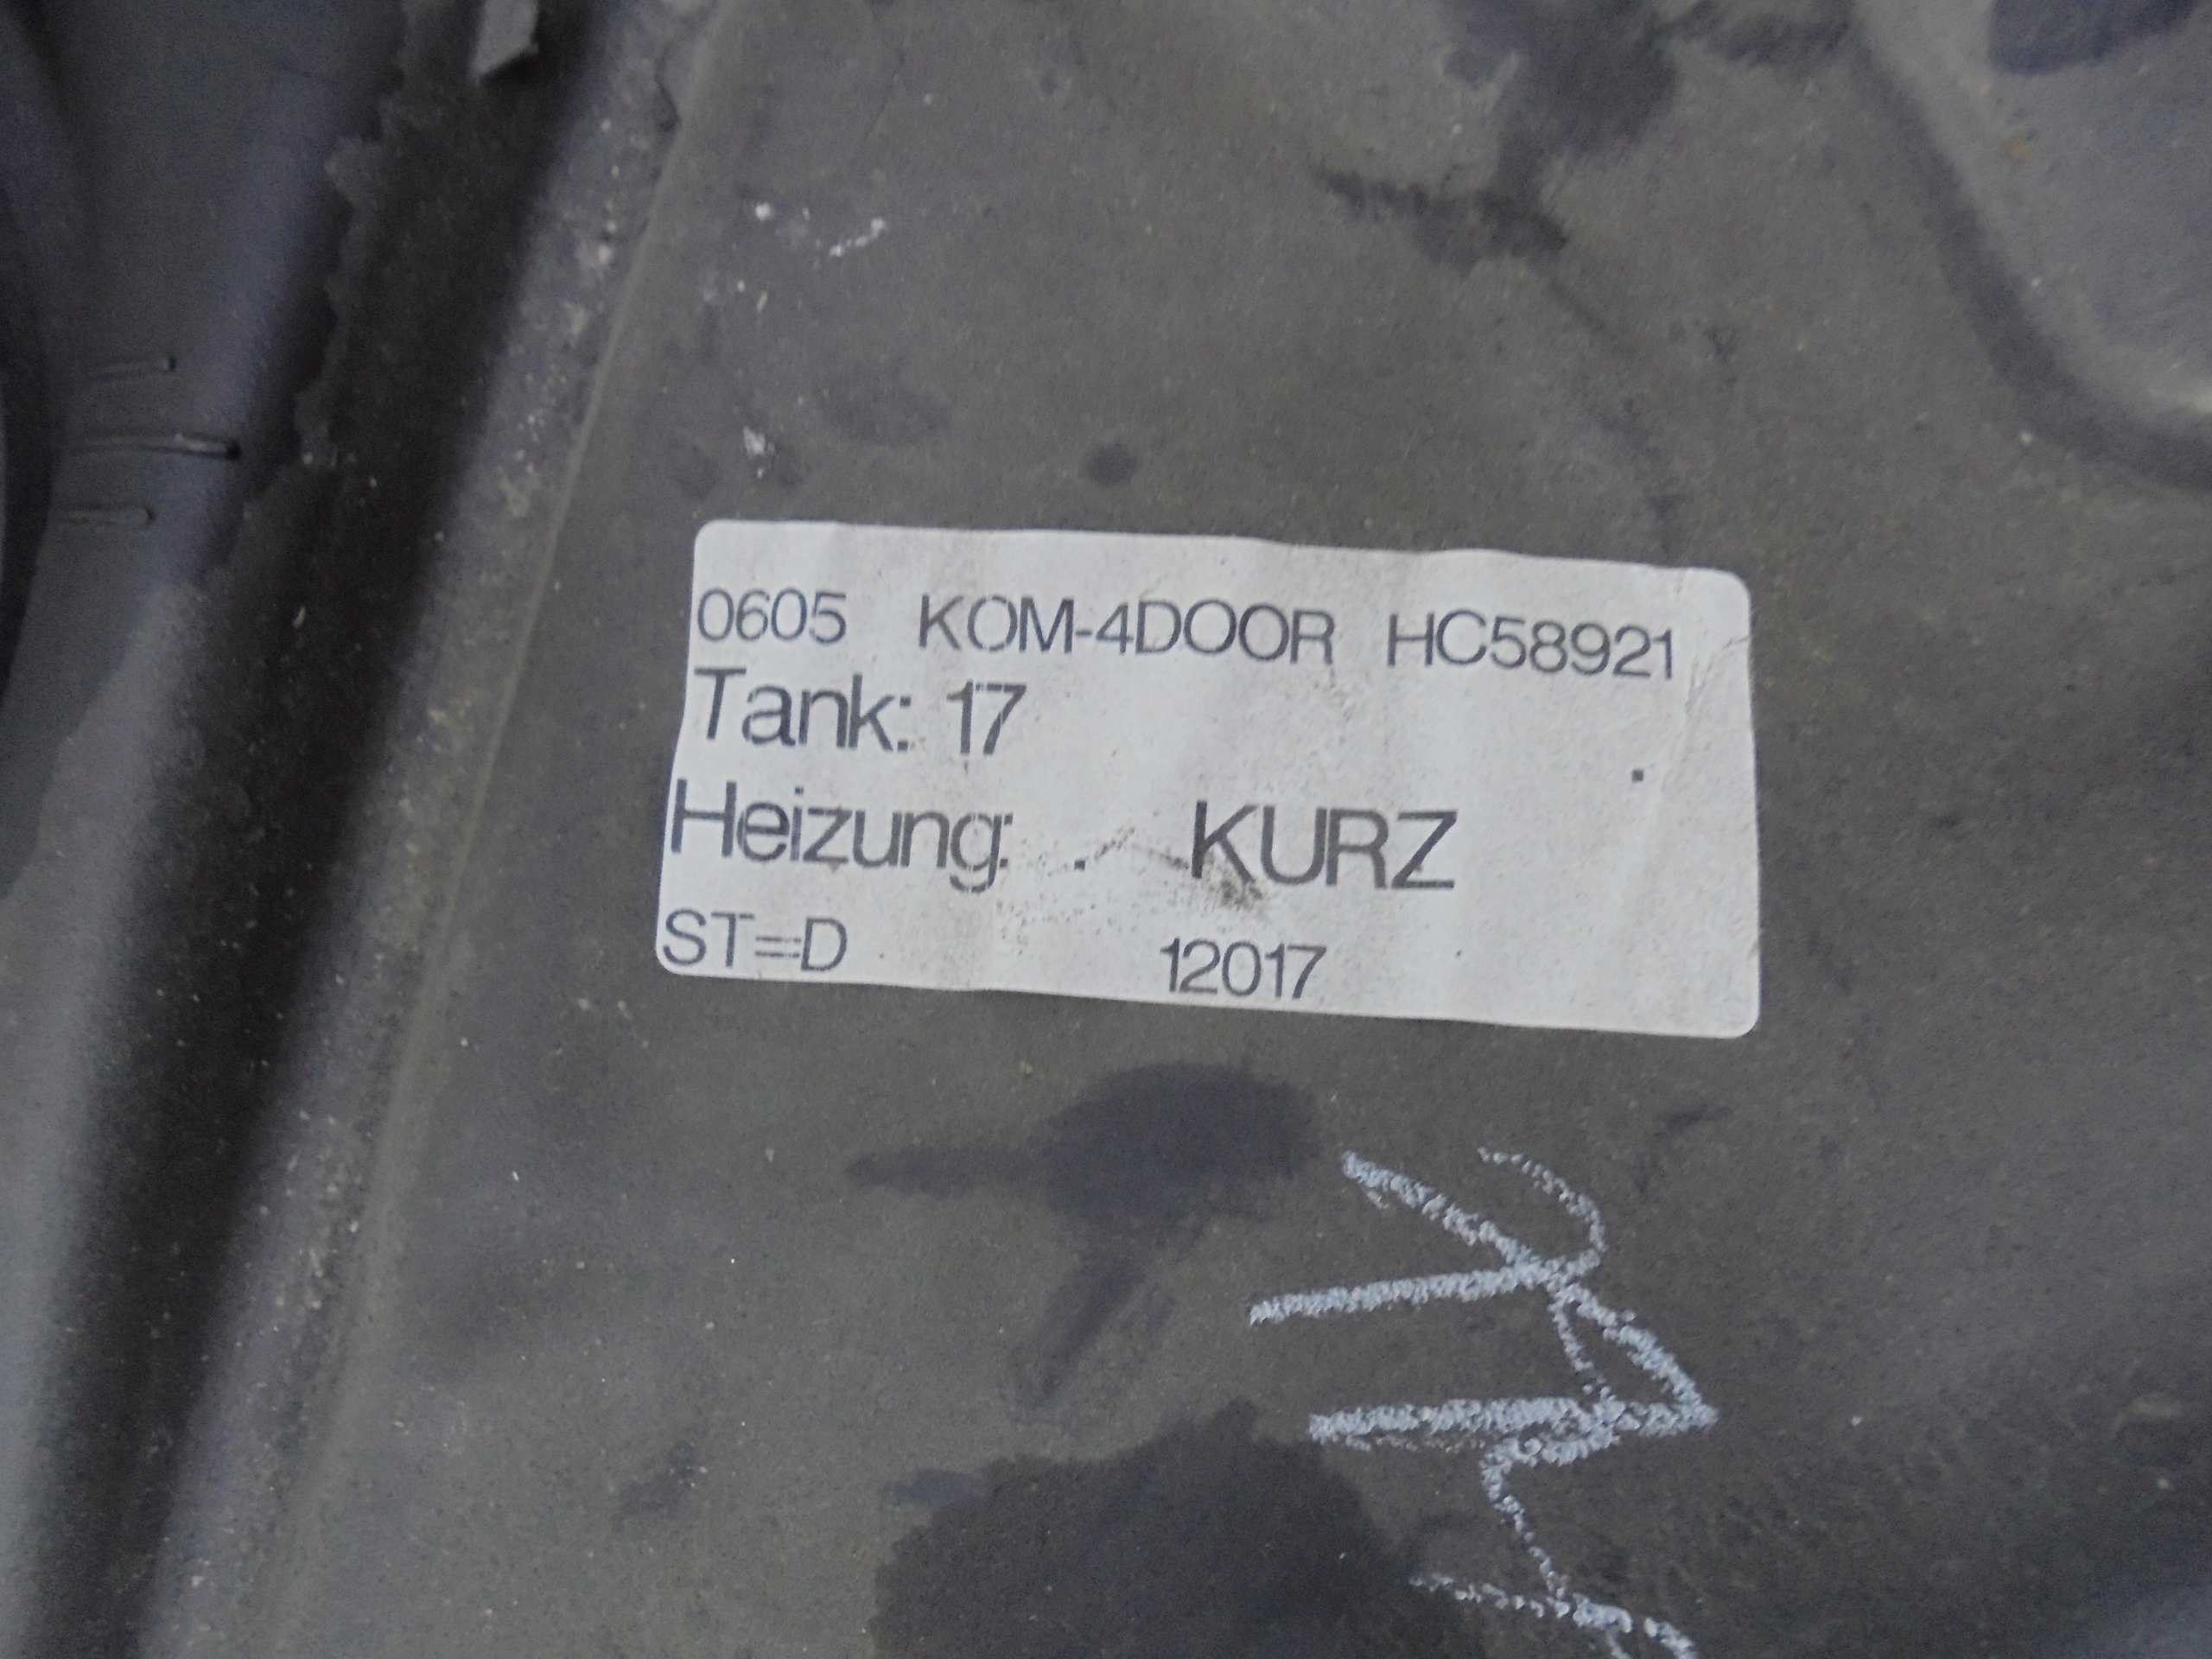 0605 KOM-4DOOR HC58921
Tank: 17 .
Heizung: . KURZ
ST=D 12017